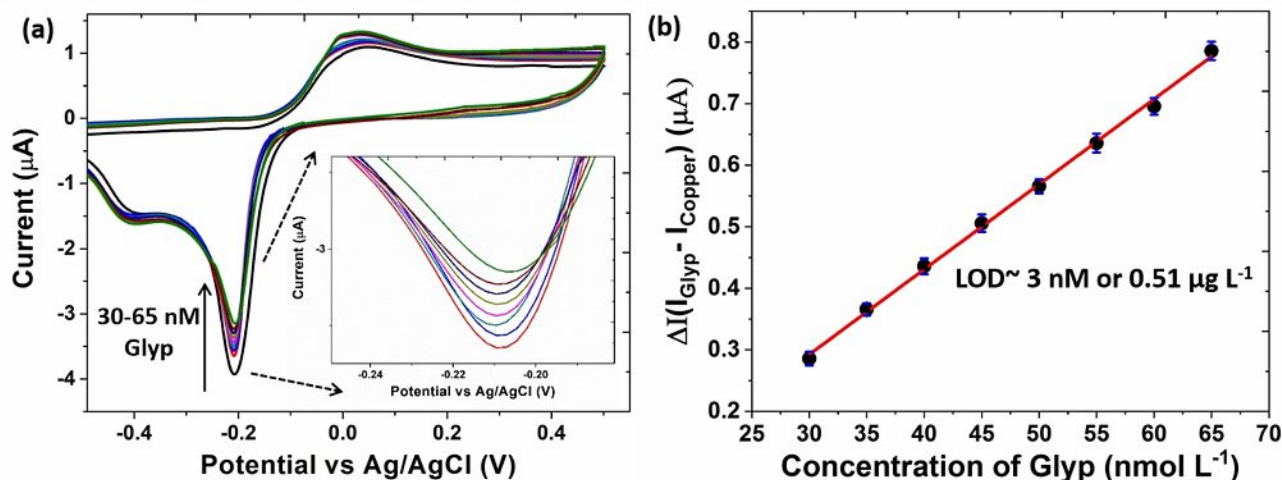 (a)
Current (µA)
1
0
-1
-2
-3
-4
30-65 nM
Glyp
-0.4
-0.2
0.0
0.2
0.4
Potential vs Ag/AgCl (V)
Current (µA)
-3
-0.24
-0.22
-0.20
Potential vs Ag/AgCl (V)
(b)
ΔI(I_Glyp- I_Copper) (µA)
0.8
0.7
0.6
0.5
0.4
0.3
0.2
LOD~ 3 nM or 0.51 µg L⁻¹
25
30
35
40
45
50
55
60
65
70
Concentration of Glyp (nmol L⁻¹)